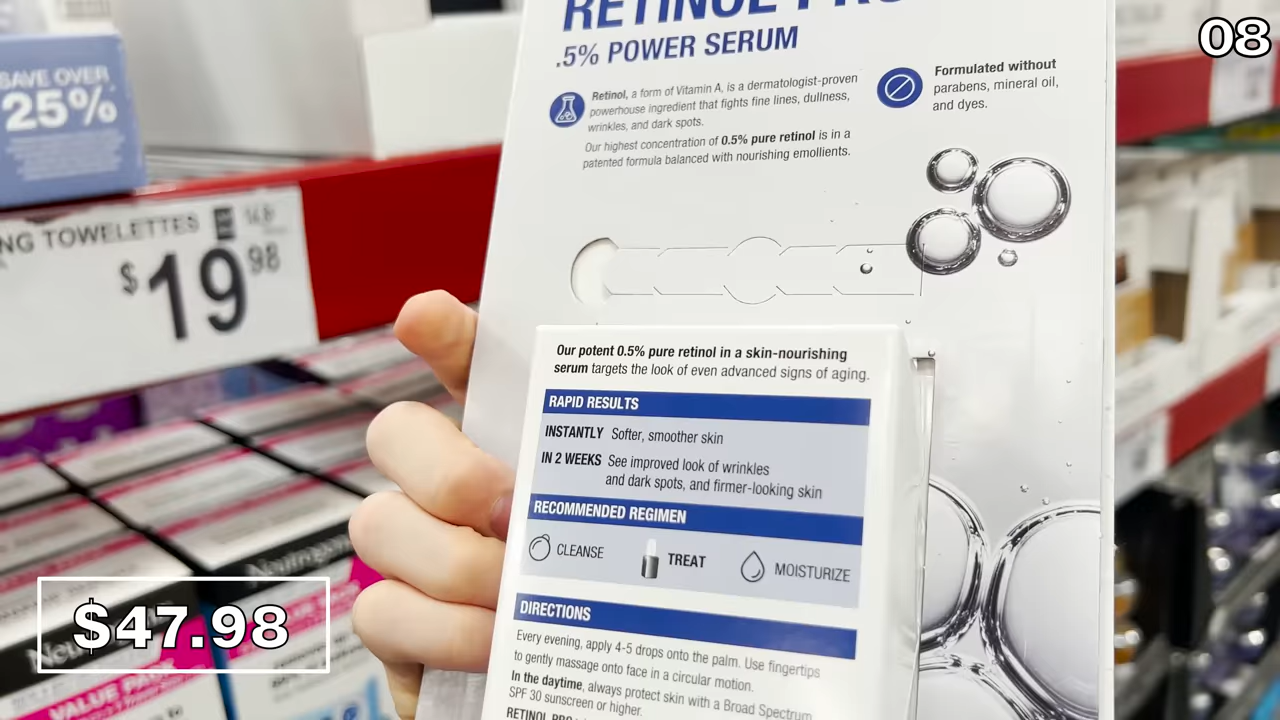 08
SAVE OVER
25%
NG TOWELETTES
$19 98
RETINOL PRO
.5% POWER SERUM
Retinol, a form of Vitamin A, is a dermatologist-proven
powerhouse ingredient that fights fine lines, dullness,
wrinkles, and dark spots.
Our highest concentration of 0.5% pure retinol is in a
patented formula balanced with nourishing emollients.
Formulated without
parabens, mineral oil,
and dyes.
Our potent 0.5% pure retinol in a skin-nourishing
serum targets the look of even advanced signs of aging.
RAPID RESULTS
INSTANTLY Softer, smoother skin
IN 2 WEEKS See improved look of wrinkles
and dark spots, and firmer-looking skin
RECOMMENDED REGIMEN
CLEANSE TREAT MOISTURIZE
DIRECTIONS
Every evening, apply 4-5 drops onto the palm. Use fingertips
to gently massage onto face in a circular motion.
In the daytime, always protect skin with a Broad Spectrum
SPF 30 sunscreen or higher.
RETINOL PRO
Neutrogena
$47.98
VALUE PACK